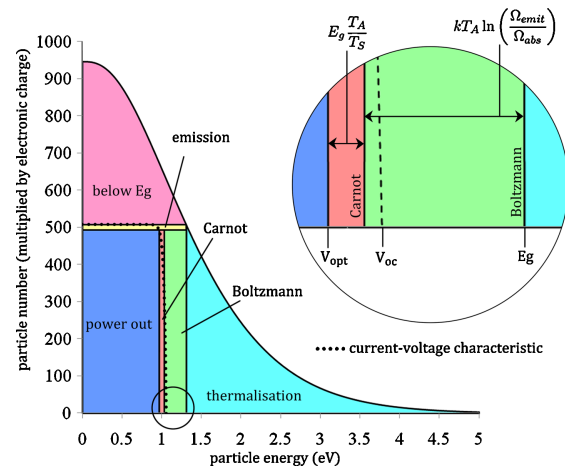 particle number (multiplied by electronic charge)
1000
900
800
700
600
500
400
300
200
100
0
0
0.5
1
1.5
2
2.5
3
3.5
4
4.5
5
particle energy (eV)
below Eg
emission
Carnot
Boltzmann
power out
thermalisation
E_g T_A/T_S
kT_A ln(Ω_emit/Ω_abs)
Carnot
Boltzmann
V_opt
V_oc
Eg
current-voltage characteristic